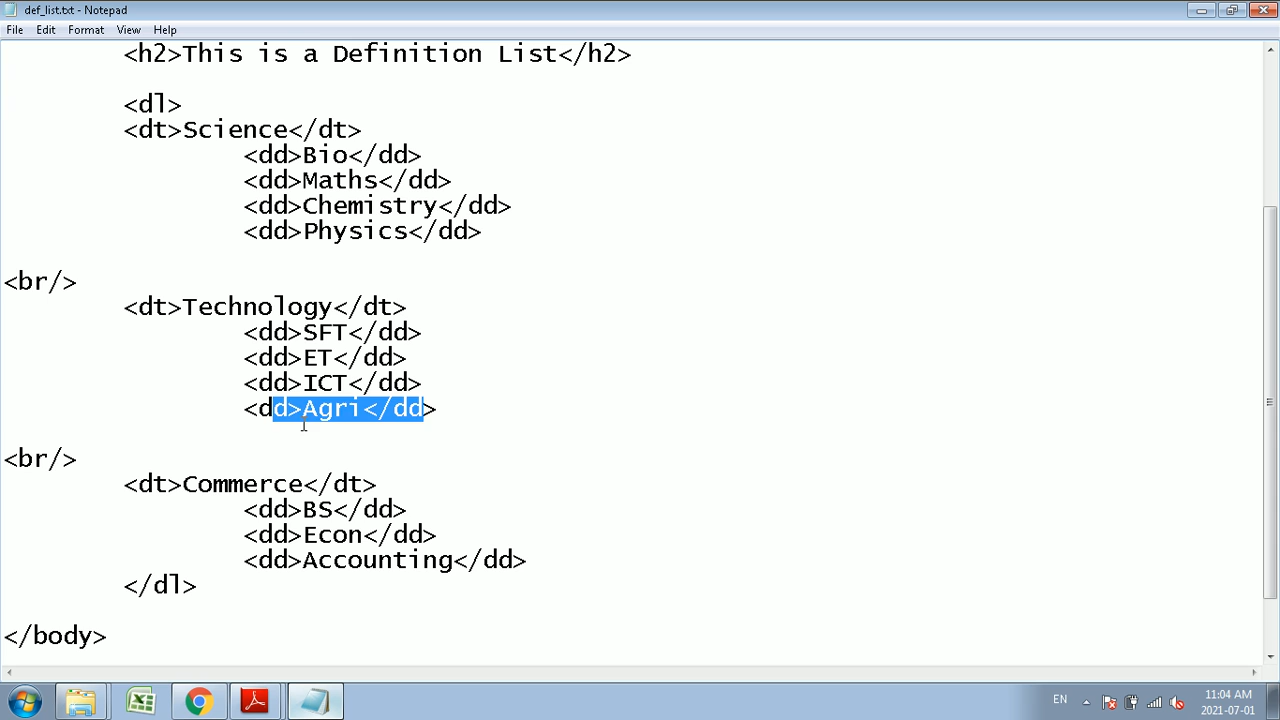 def_list.txt - Notepad
File Edit Format View Help
<h2>This is a Definition List</h2>
<dl>
<dt>Science</dt>
<dd>Bio</dd>
<dd>Maths</dd>
<dd>Chemistry</dd>
<dd>Physics</dd>
<br/>
<dt>Technology</dt>
<dd>SFT</dd>
<dd>ET</dd>
<dd>ICT</dd>
<dd>Agri</dd>
<br/>
<dt>Commerce</dt>
<dd>BS</dd>
<dd>Econ</dd>
<dd>Accounting</dd>
</dl>
</body>
EN
11:04 AM
2021-07-01